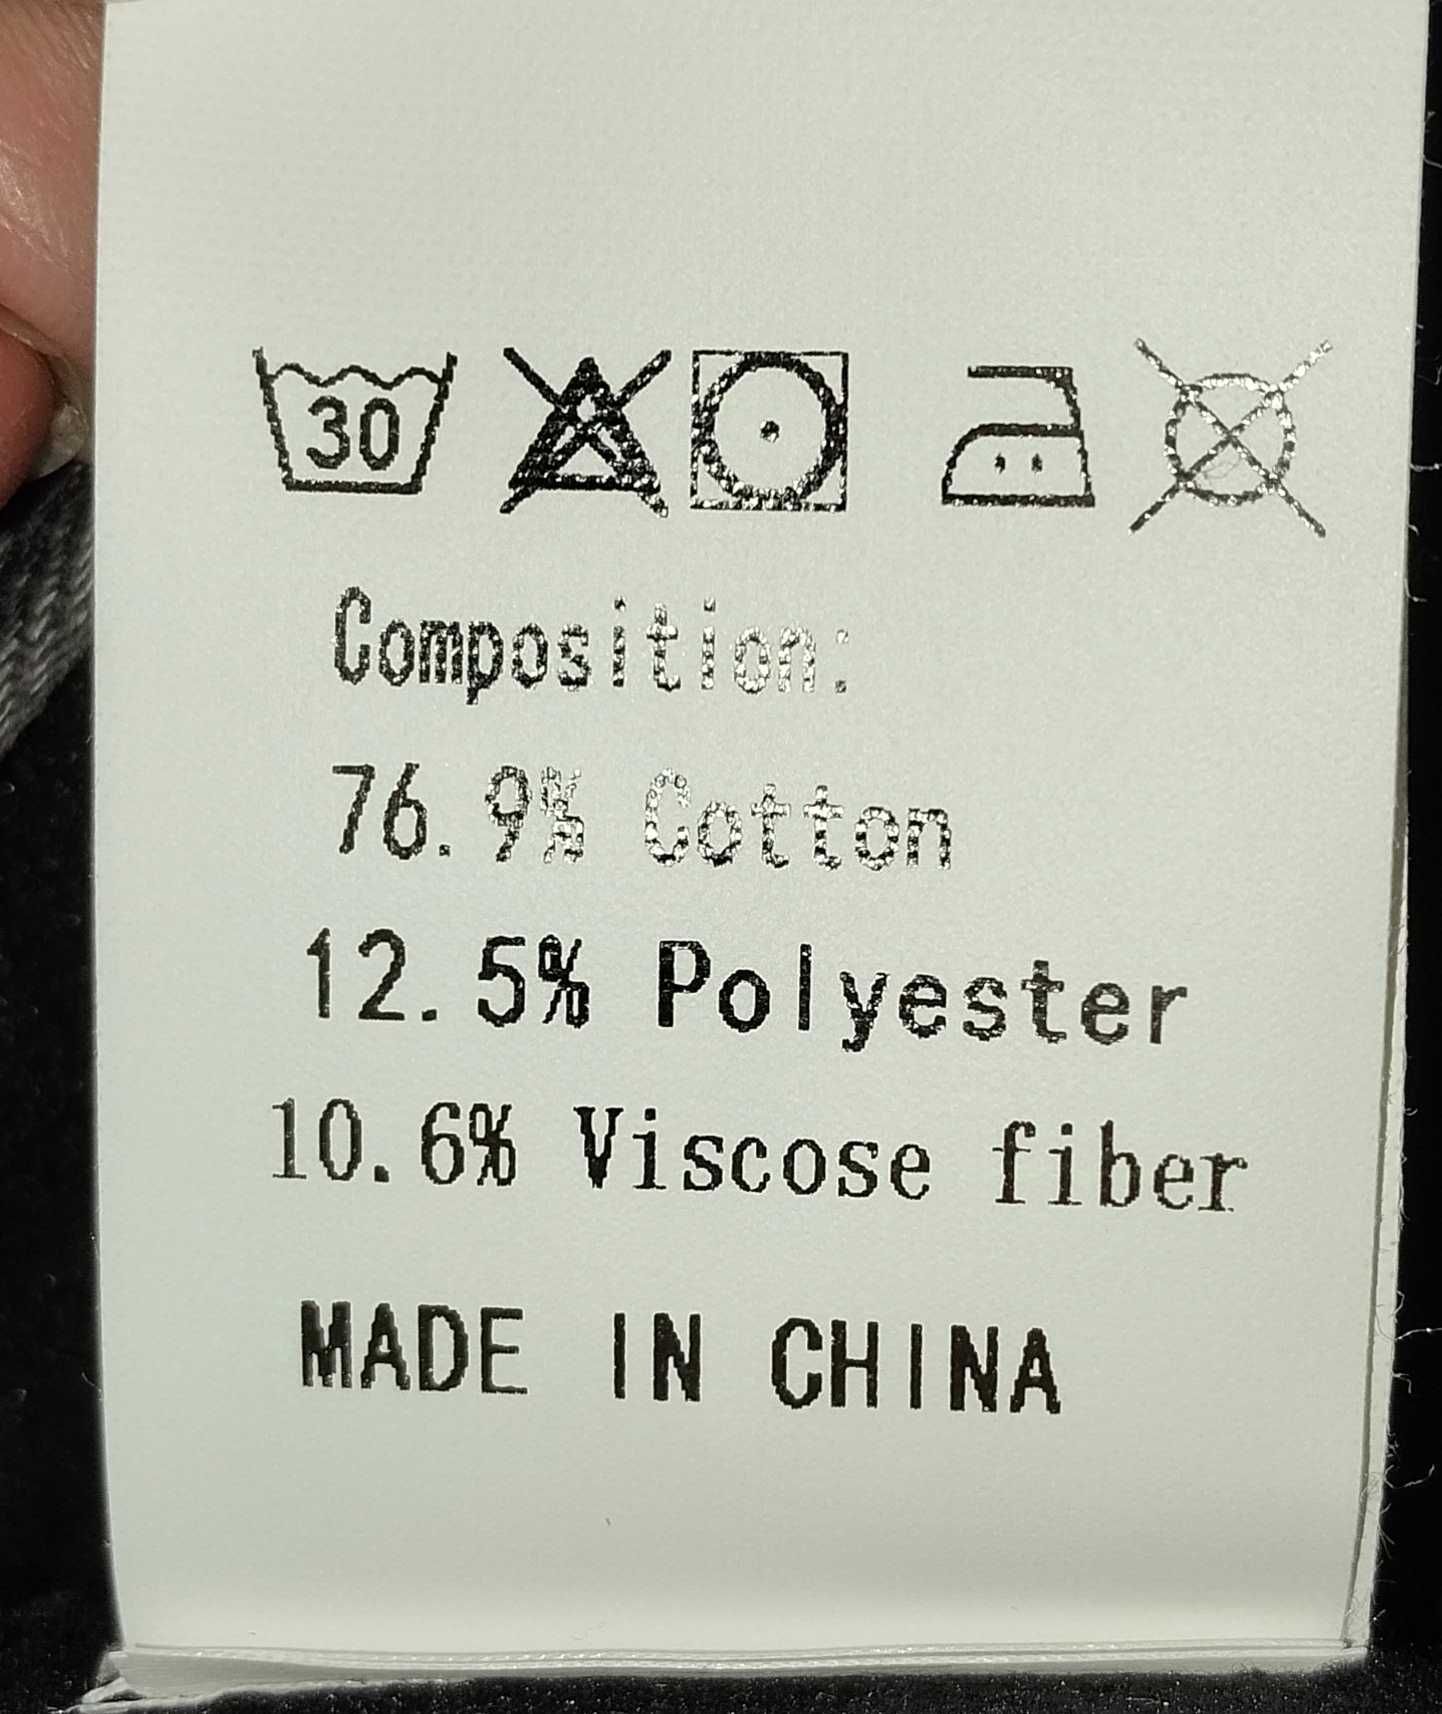 30
Composition:
76.9% Cotton
12.5% Polyester
10.6% Viscose fiber
MADE IN CHINA